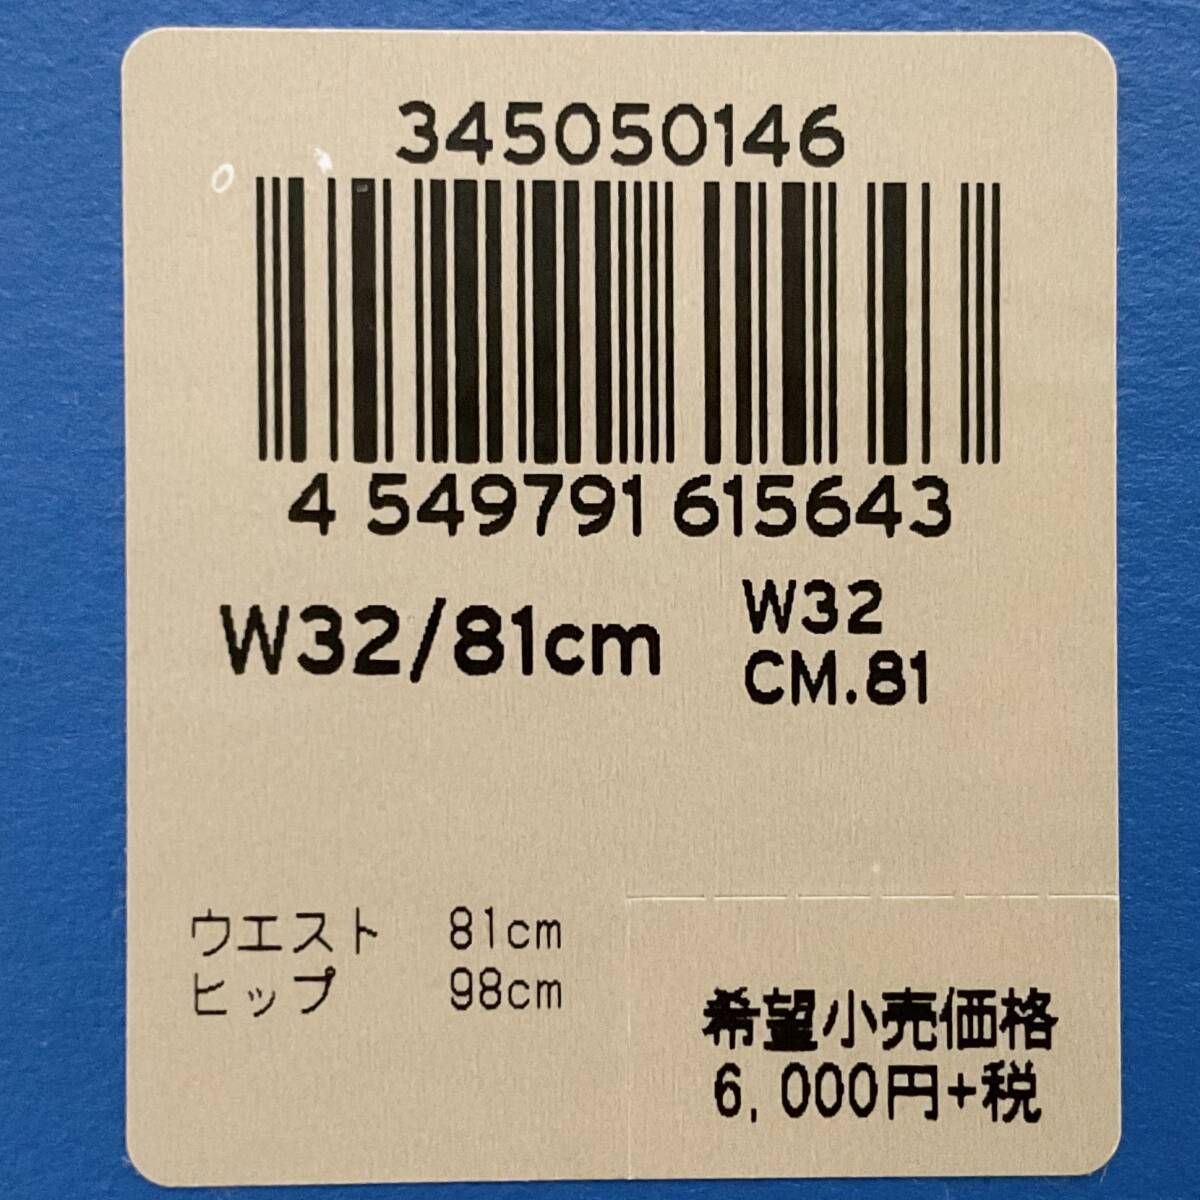 345050146
4 549791 615643
W32/81cm
W32
CM.81
ウエスト 81cm
ヒップ 98cm
希望小売価格
6,000円+税